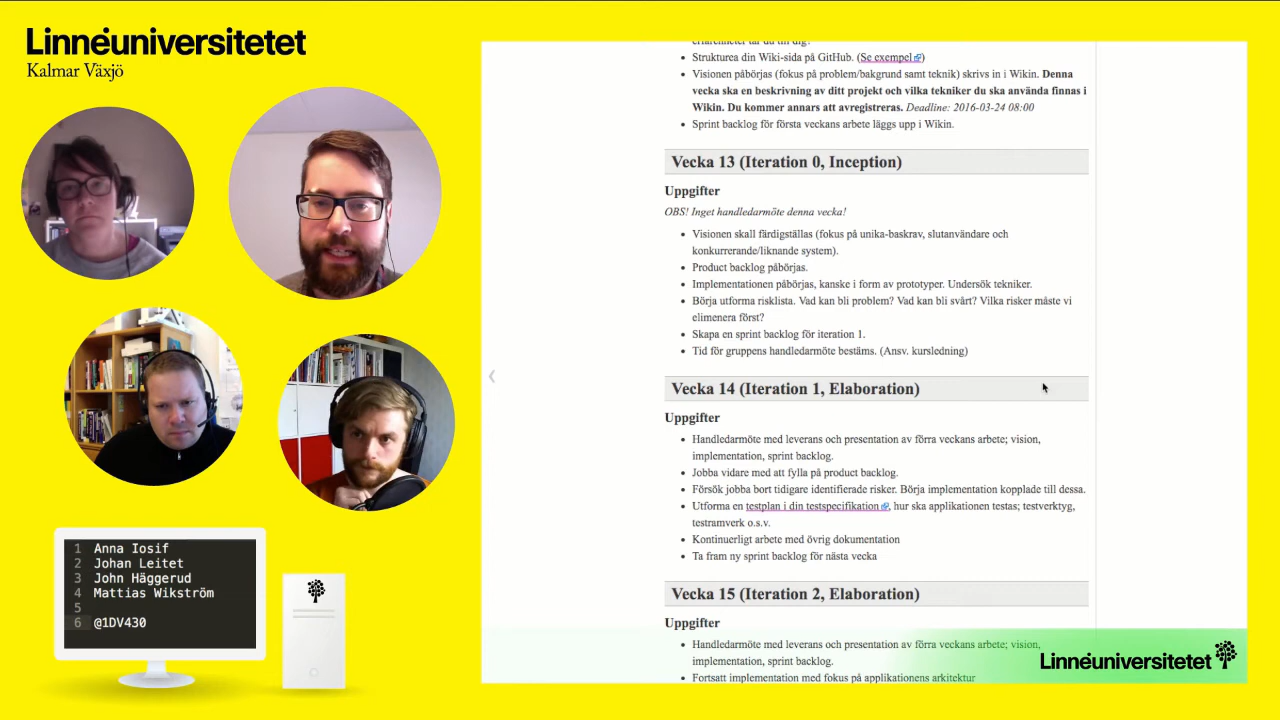 Linnéuniversitetet
Kalmar Växjö
1 Anna Iosif
2 Johan Leitet
3 John Häggerud
4 Mattias Wikström
5
6 @1DV430
Strukturea din Wiki-sida på GitHub. (Se exempel)
Visionen påbörjas (fokus på problem/bakgrund samt teknik) skrivs in i Wikin. Denna
vecka ska en beskrivning av ditt projekt och vilka tekniker du ska använda finnas i
Wikin. Du kommer annars att avregistreras. Deadline: 2016-03-24 08:00
Sprint backlog för första veckans arbete läggs upp i Wikin.
Vecka 13 (Iteration 0, Inception)
Uppgifter
OBS! Inget handledarmöte denna vecka!
Visionen skall färdigställas (fokus på unika-baskrav, slutanvändare och
konkurrerande/liknande system).
Product backlog påbörjas.
Implementationen påbörjas, kanske i form av prototyper. Undersök tekniker.
Börja utforma risklista. Vad kan bli problem? Vad kan bli svårt? Vilka risker måste vi
elimenera först?
Skapa en sprint backlog för iteration 1.
Tid för gruppens handledarmöte bestäms. (Ansv. kursledning)
Vecka 14 (Iteration 1, Elaboration)
Uppgifter
Handledarmöte med leverans och presentation av förra veckans arbete; vision,
implementation, sprint backlog.
Jobba vidare med att fylla på product backlog.
Försök jobba bort tidigare identifierade risker. Börja implementation kopplade till dessa.
Utforma en testplan i din testspecifikation, hur ska applikationen testas; testverktyg,
testramverk o.s.v.
Kontinuerligt arbete med övrig dokumentation
Ta fram ny sprint backlog för nästa vecka
Vecka 15 (Iteration 2, Elaboration)
Uppgifter
Handledarmöte med leverans och presentation av förra veckans arbete; vision,
implementation, sprint backlog.
Fortsatt implementation med fokus på applikationens arkitektur
Linnéuniversitetet